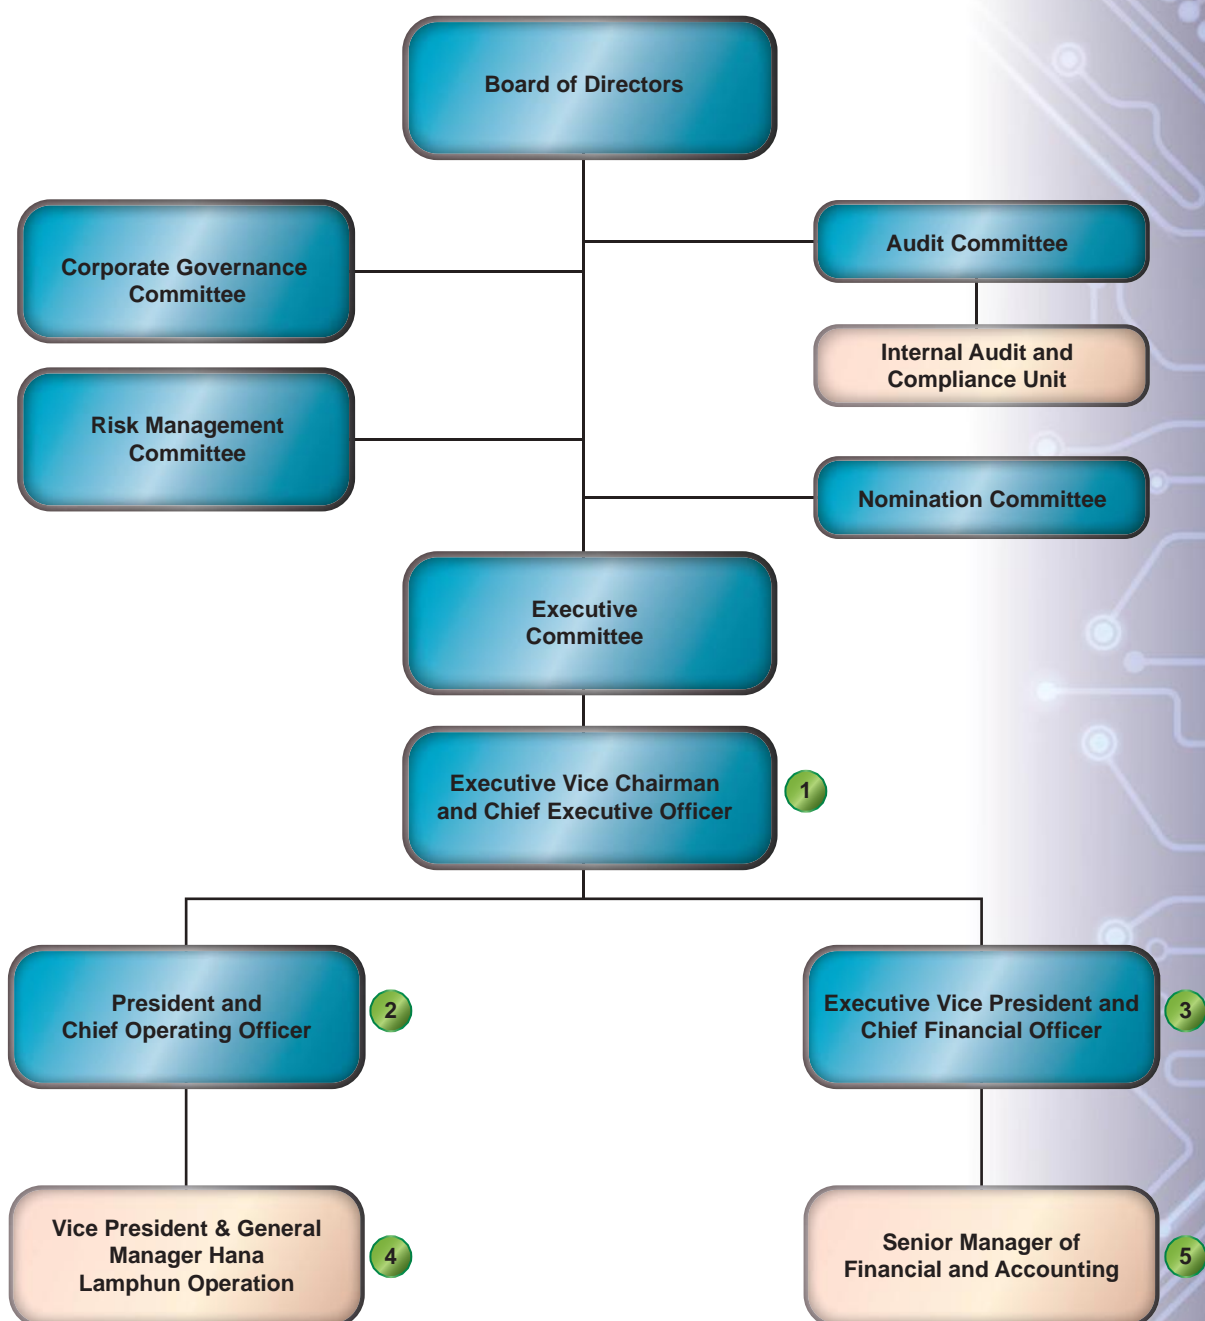 Board of Directors
Corporate Governance
Committee
Audit Committee
Internal Audit and
Compliance Unit
Risk Management
Committee
Nomination Committee
Executive
Committee
Executive Vice Chairman
and Chief Executive Officer
1
President and
Chief Operating Officer
2
Executive Vice President and
Chief Financial Officer
3
Vice President & General
Manager Hana
Lamphun Operation
4
Senior Manager of
Financial and Accounting
5